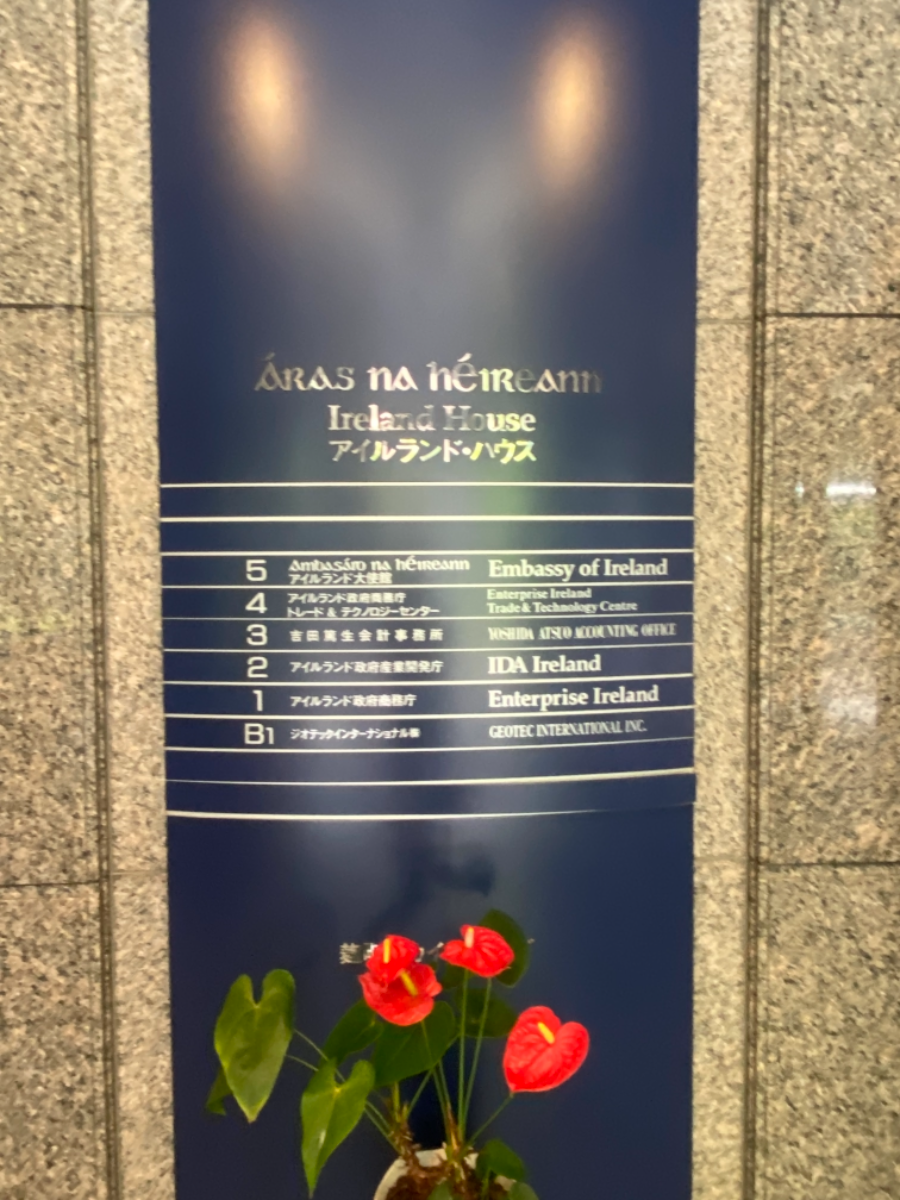 Áras na hÉireann
Ireland House
アイルランド・ハウス
5 Ambasáid na hÉireann Embassy of Ireland
アイルランド大使館
4 アイルランド政府商務庁 Enterprise Ireland
トレード & テクノロジーセンター Trade & Technology Centre
3 吉田篤生会計事務所 YOSHIDA ATSUO ACCOUNTING OFFICE
2 アイルランド政府産業開発庁 IDA Ireland
1 アイルランド政府商務庁 Enterprise Ireland
B1 ジオテックインターナショナル㈱ GEOTEC INTERNATIONAL INC.